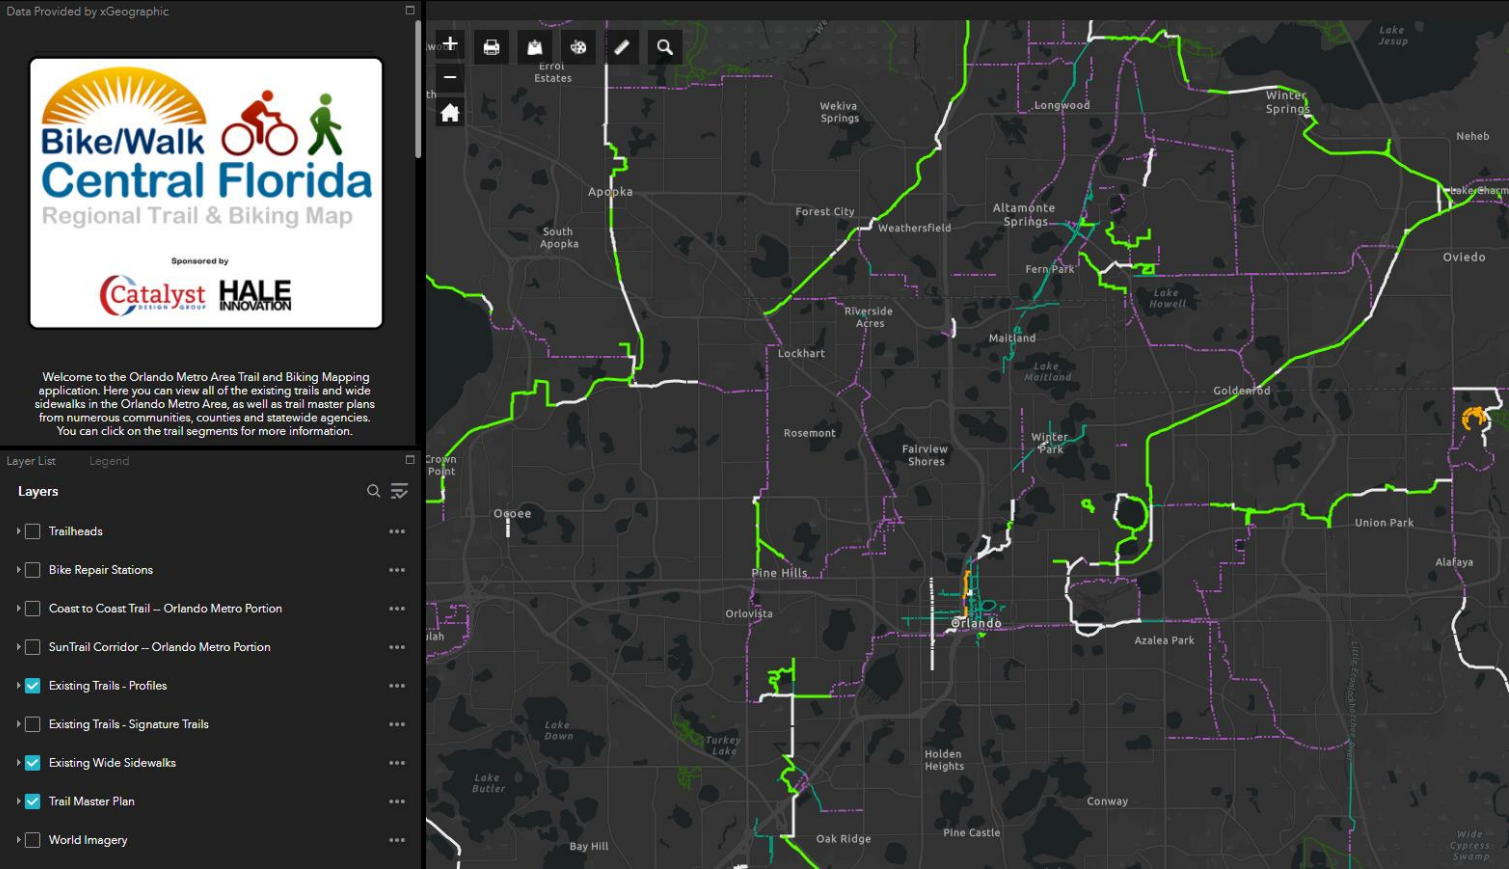 Data Provided by xGeographic
Bike/Walk
Central Florida
Regional Trail & Biking Map
Sponsored by
Catalyst
DESIGN GROUP
HALE
INNOVATION
Welcome to the Orlando Metro Area Trail and Biking Mapping
application. Here you can view all of the existing trails and wide
sidewalks in the Orlando Metro Area, as well as trail master plans
from numerous communities, counties and statewide agencies.
You can click on the trail segments for more information.
Layer List
Legend
Layers
Trailheads
Bike Repair Stations
Coast to Coast Trail -- Orlando Metro Portion
SunTrail Corridor -- Orlando Metro Portion
Existing Trails - Profiles
Existing Trails - Signature Trails
Existing Wide Sidewalks
Trail Master Plan
World Imagery
Errol
Estates
Wekiva
Springs
Longwood
Lake
Jesup
Winter
Springs
Neheb
Apopka
Lake Charm
Forest City
Weathersfield
Altamonte
Springs
South
Apopka
Oviedo
Fern Park
Lake
Howell
Riverside
Acres
Maitland
Lockhart
Lake
Maitland
Goldenrod
Rosemont
Fairview
Shores
Winter
Park
Crown
Point
Ocoee
Union Park
Pine Hills
Alafaya
Orlovista
Orlando
Azalea Park
ulah
Lake
Down
Turkey
Lake
Holden
Heights
Little Econlockhatchee River
Lake
Butler
Conway
Bay Hill
Oak Ridge
Pine Castle
Wide
Cypress
Swamp